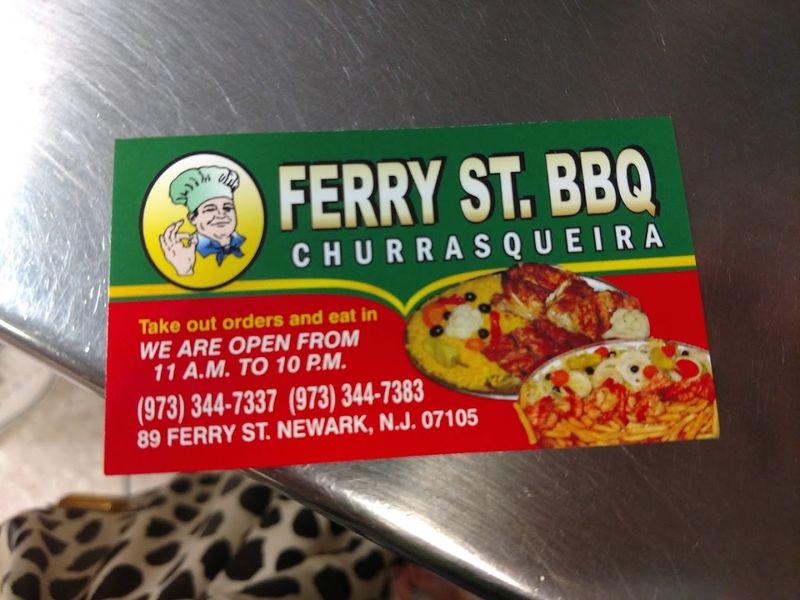 FERRY ST. BBQ
CHURRASQUEIRA
Take out orders and eat in
WE ARE OPEN FROM
11 A.M. TO 10 P.M.
(973) 344-7337 (973) 344-7383
89 FERRY ST. NEWARK, N.J. 07105